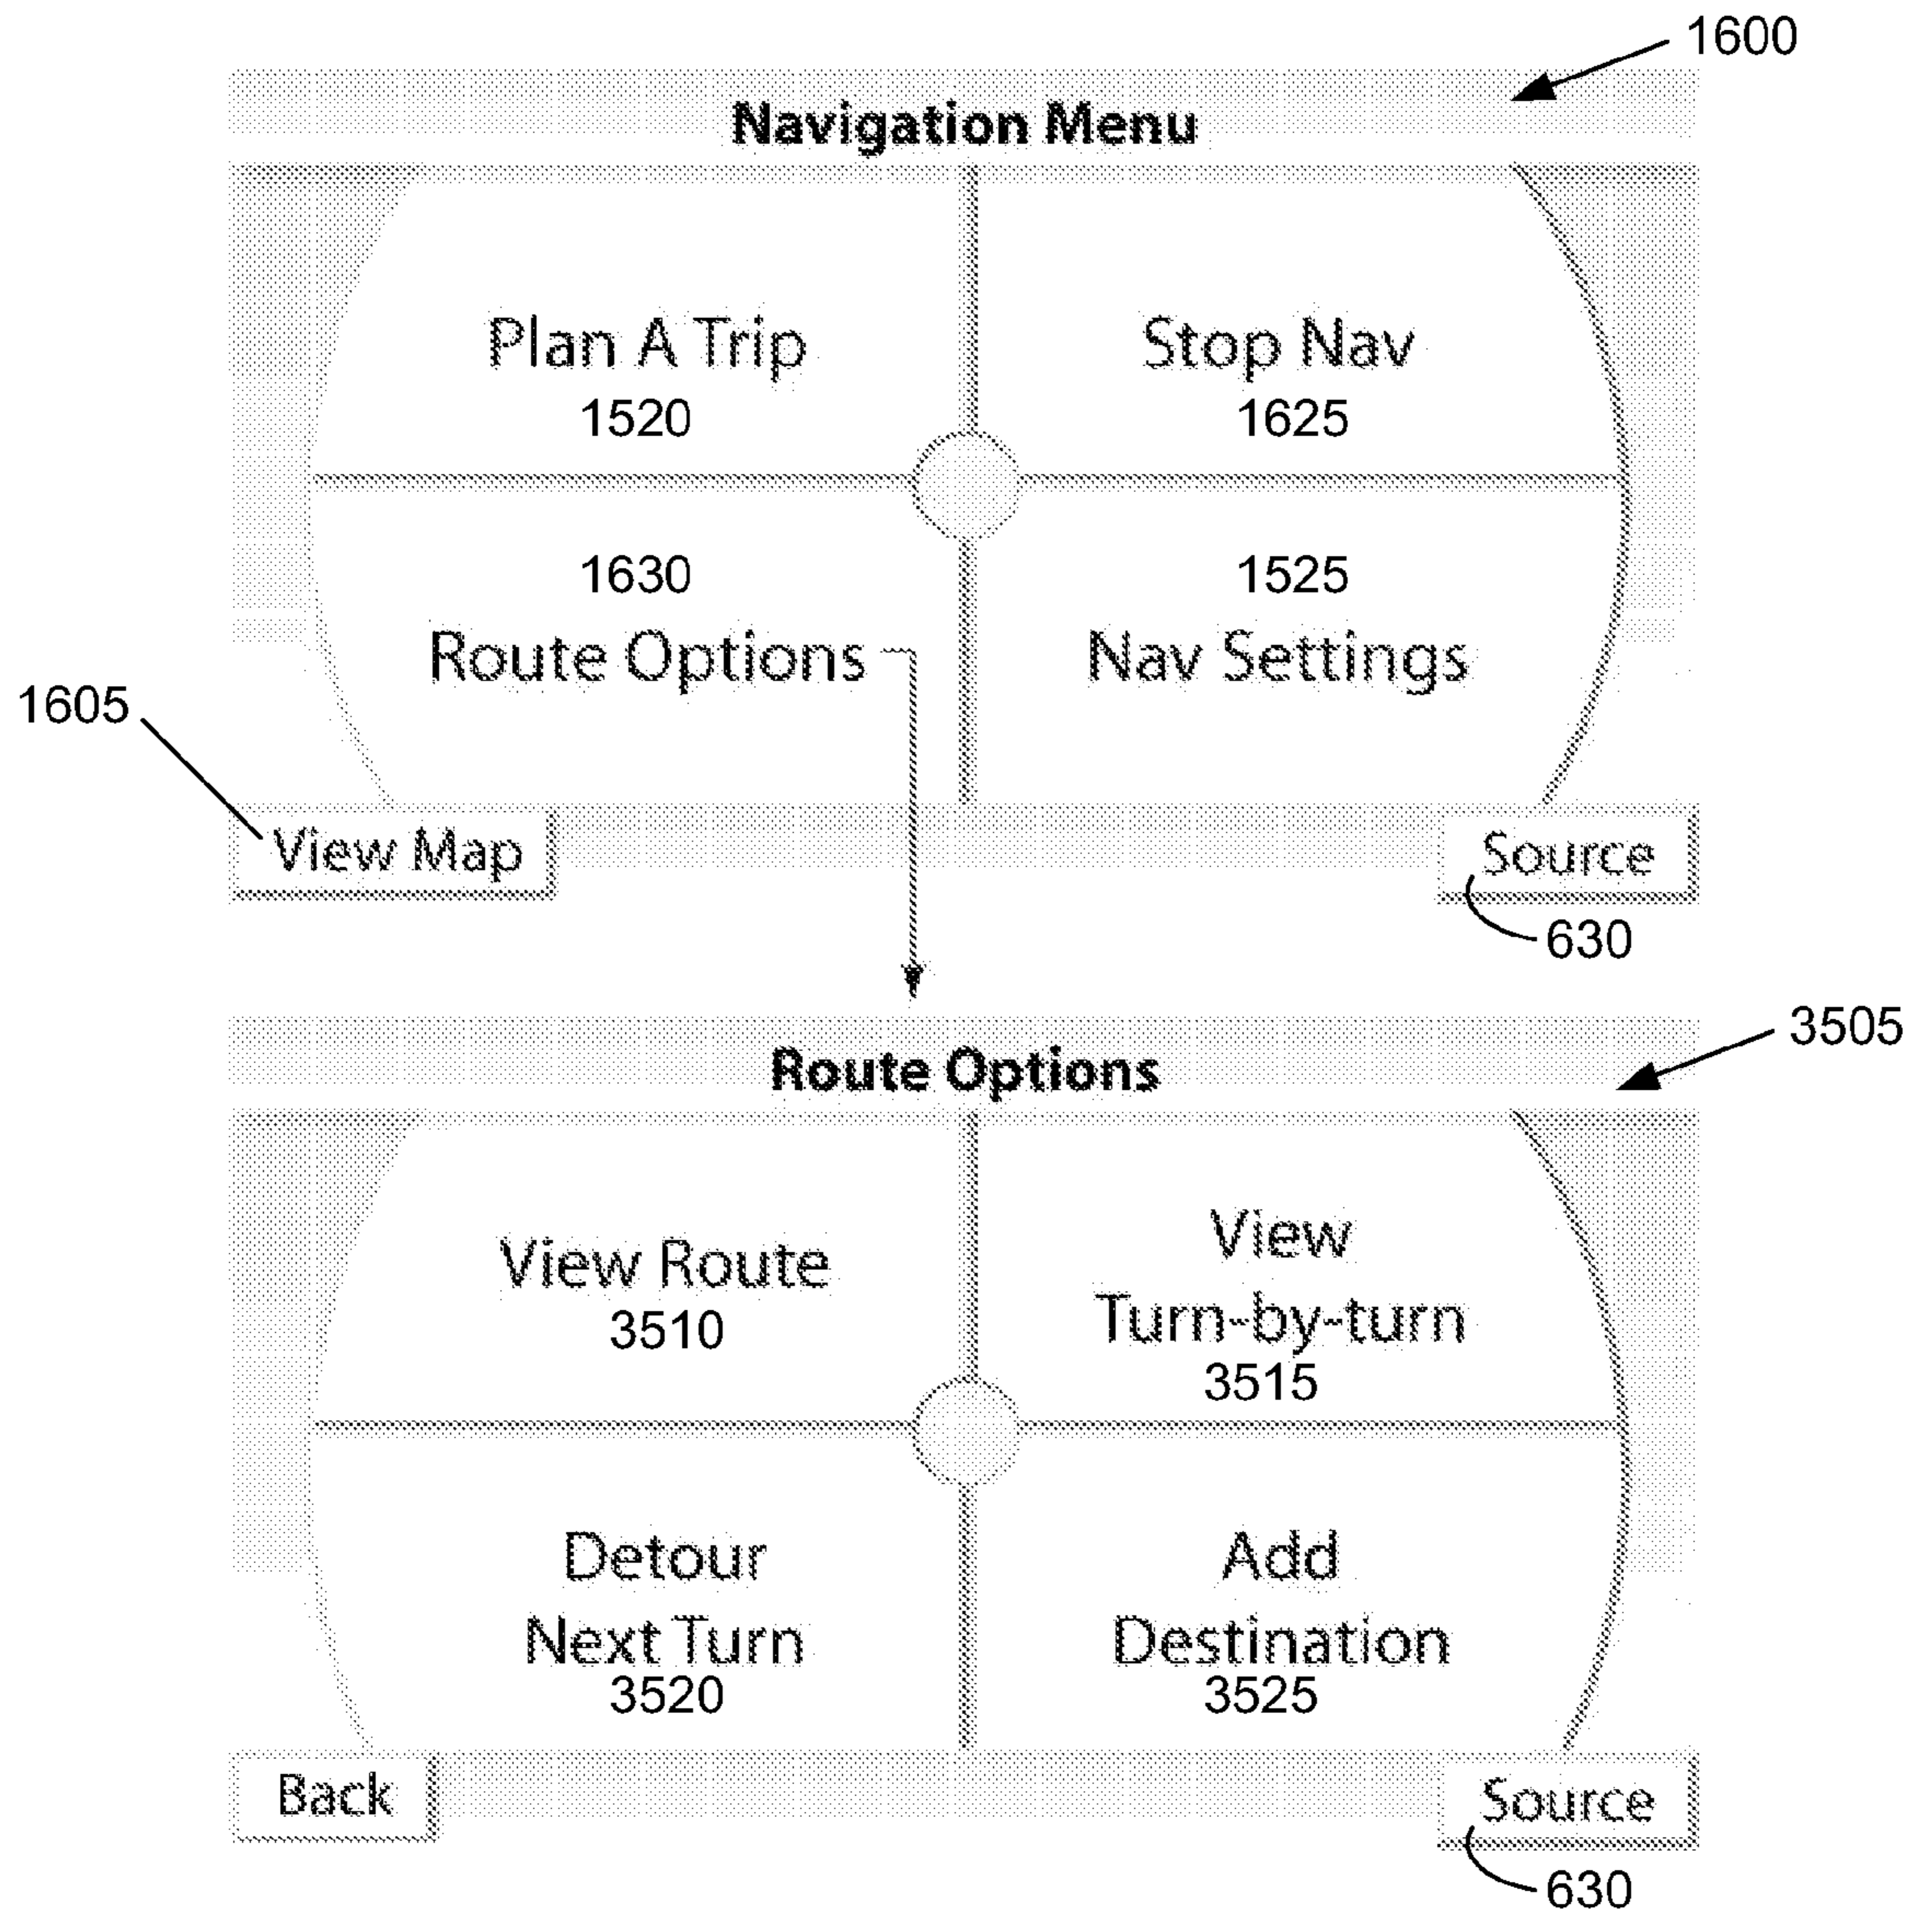 1600
Navigation Menu
Plan A Trip
1520
Stop Nav
1625
1630
Route Options
1525
Nav Settings
1605
View Map
Source
630
3505
Route Options
View Route
3510
View
Turn-by-turn
3515
Detour
Next Turn
3520
Add
Destination
3525
Back
Source
630